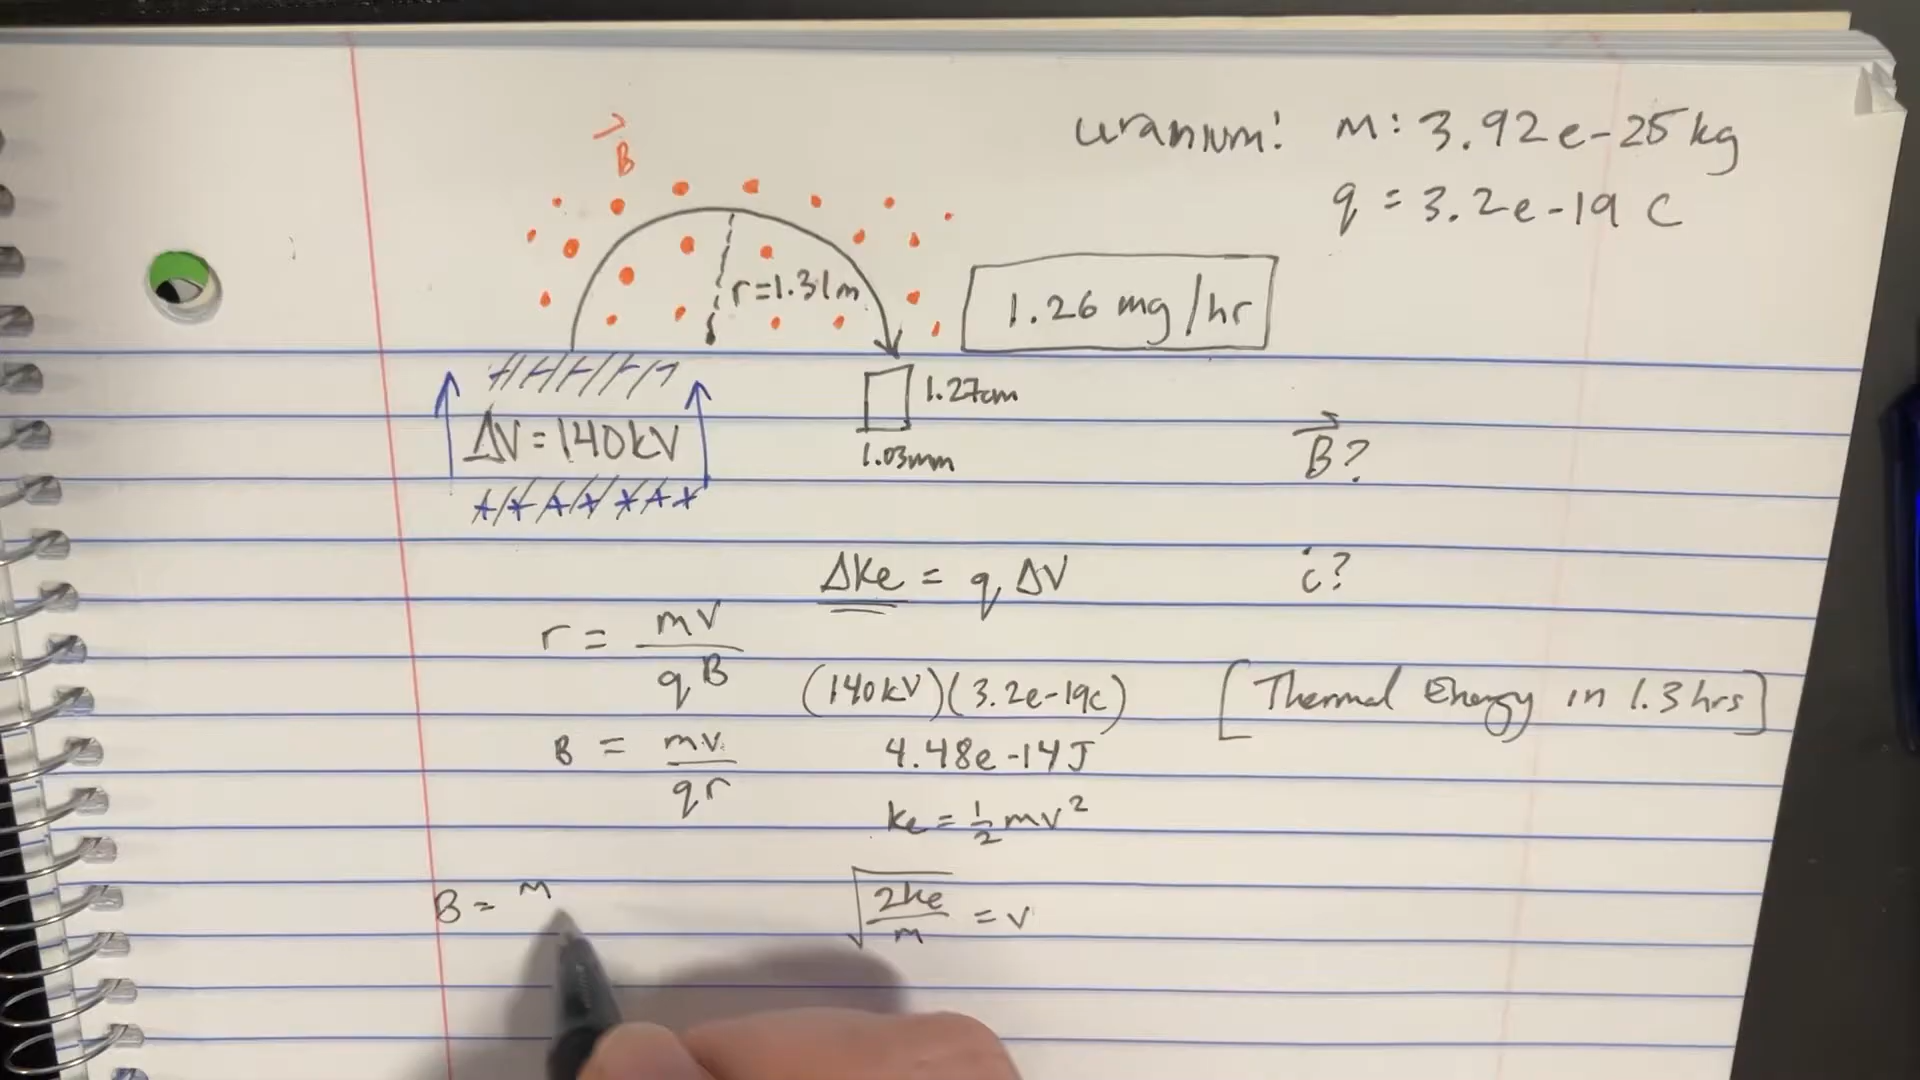 uranium: m: 3.92e-25 kg
q = 3.2e-19 C
B
r=1.31m
1.26 mg/hr
ΔV = 140kV
1.27cm
1.03mm
B?
Δke = q ΔV
i?
r = mv / qB
(140kV)(3.2e-19c)
[Thermal Energy in 1.3 hrs]
B = mv / qr
4.48e-14J
ke = 1/2 mv²
B = m
√(2ke / m) = v